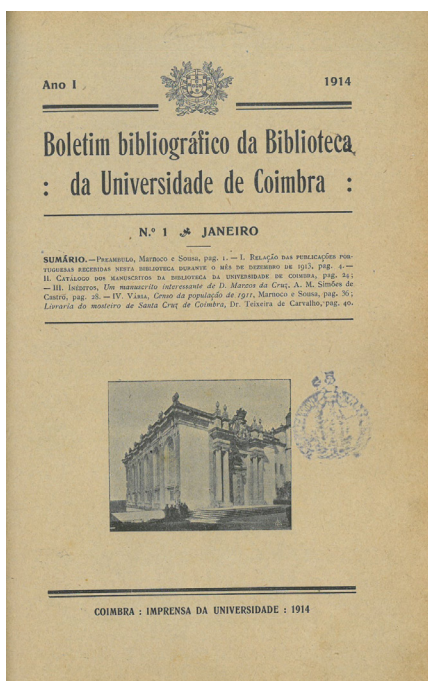 Ano I
1914
Boletim bibliográfico da Biblioteca
: da Universidade de Coimbra :
N.º 1 JANEIRO
SUMÁRIO.—PREAMBULO, Marnoco e Sousa, pag. 1. — I. RELAÇÃO DAS PUBLICAÇÕES POR-
TUGUESAS RECEBIDAS NESTA BIBLIOTECA DURANTE O MÊS DE DEZEMBRO DE 1913, pag. 4.—
II. CATÁLOGO DOS MANUSCRITOS DA BIBLIOTECA DA UNIVERSIDADE DE COIMBRA, pag. 24;
— III. INÉDITOS, Um manuscrito interessante de D. Marcos da Cruz, A. M. Simões de
Castro, pag. 28. — IV. VÁRIA, Censo da população de 1911, Marnoco e Sousa, pag. 36;
Livraria do mosteiro de Santa Cruz de Coimbra, Dr. Teixeira de Carvalho, pag. 40.
COIMBRA : IMPRENSA DA UNIVERSIDADE : 1914